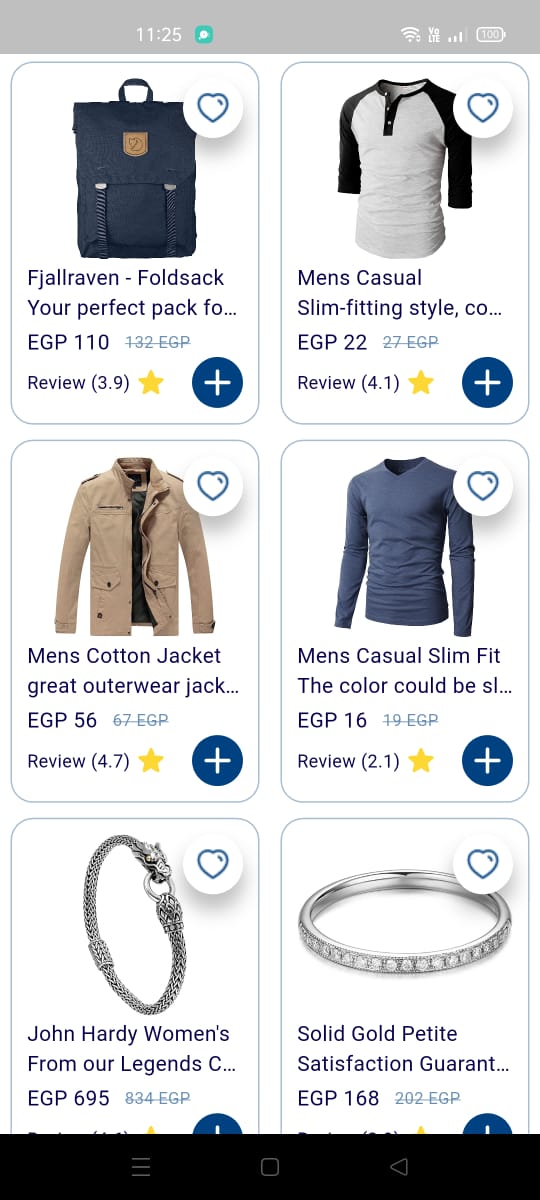 11:25
Vo
LTE
100
Fjallraven - Foldsack
Your perfect pack fo...
EGP 110 132 EGP
Review (3.9)
Mens Casual
Slim-fitting style, co...
EGP 22 27 EGP
Review (4.1)
Mens Cotton Jacket
great outerwear jack...
EGP 56 67 EGP
Review (4.7)
Mens Casual Slim Fit
The color could be sl...
EGP 16 19 EGP
Review (2.1)
John Hardy Women's
From our Legends C...
EGP 695 834 EGP
Solid Gold Petite
Satisfaction Guarant...
EGP 168 202 EGP